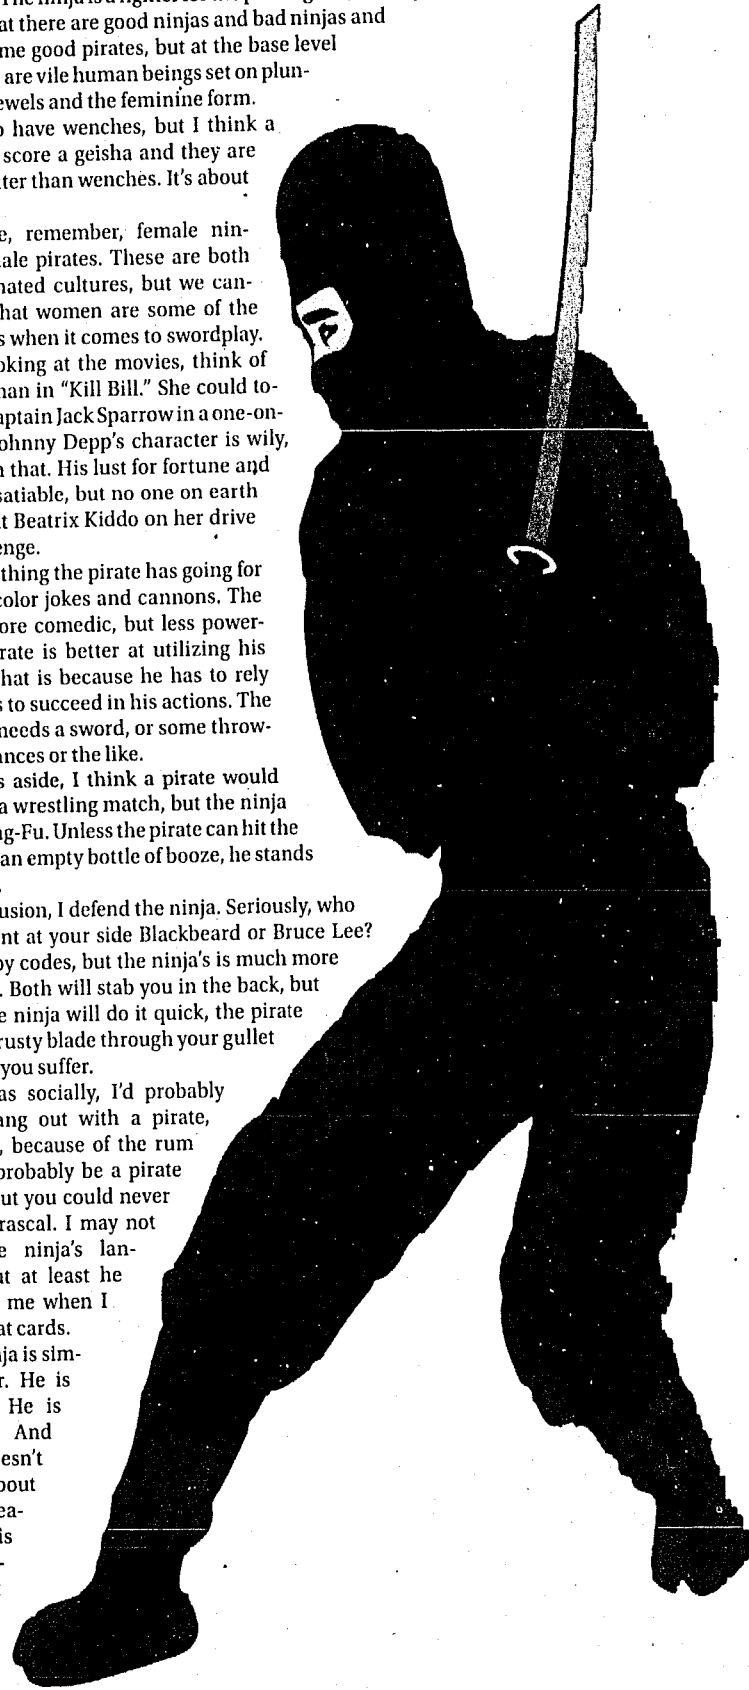 at there are good ninjas and bad ninjas and
me good pirates, but at the base level
are vile human beings set on plun-
ewels and the feminine form.
o have wenches, but I think a
score a geisha and they are
ter than wenches. It's about
e, remember, female nin-
ale pirates. These are both
nated cultures, but we can-
hat women are some of the
s when it comes to swordplay.
oking at the movies, think of
man in "Kill Bill." She could to-
aptain Jack Sparrow in a one-on-
ohnny Depp's character is wily,
n that. His lust for fortune and
satiable, but no one on earth
t Beatrix Kiddo on her drive
enge.
thing the pirate has going for
color jokes and cannons. The
ore comedic, but less power-
rate is better at utilizing his
hat is because he has to rely
s to succeed in his actions. The
needs a sword, or some throw-
ances or the like.
s aside, I think a pirate would
a wrestling match, but the ninja
ng-Fu. Unless the pirate can hit the
an empty bottle of booze, he stands
usion, I defend the ninja. Seriously, who
nt at your side Blackbeard or Bruce Lee?
by codes, but the ninja's is much more
. Both will stab you in the back, but
e ninja will do it quick, the pirate
rusty blade through your gullet
you suffer.
as socially, I'd probably
ang out with a pirate,
, because of the rum
probably be a pirate
ut you could never
rascal. I may not
e ninja's lan-
ut at least he
me when I
at cards.
ja is sim-
r. He is
He is
And
esn't
bout
ea-
is
-